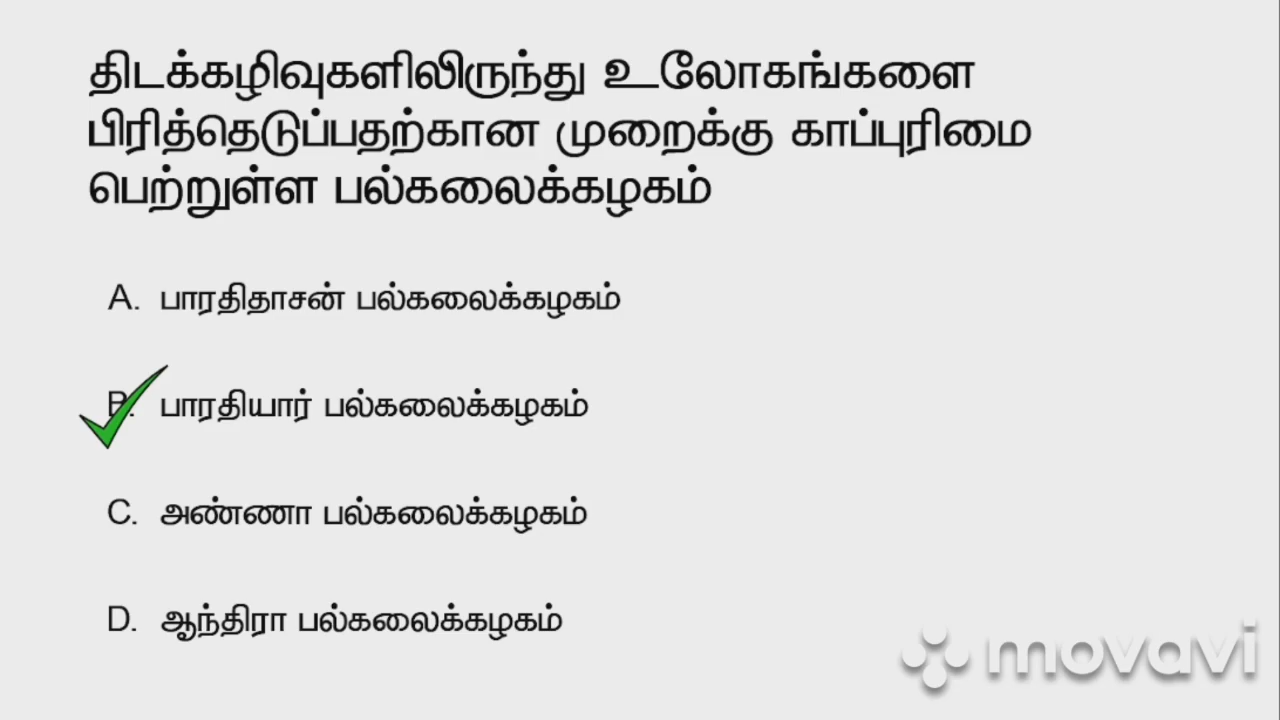 திடக்கழிவுகளிலிருந்து உலோகங்களை
பிரித்தெடுப்பதற்கான முறைக்கு காப்புரிமை
பெற்றுள்ள பல்கலைக்கழகம்
A. பாரதிதாசன் பல்கலைக்கழகம்
B. பாரதியார் பல்கலைக்கழகம்
C. அண்ணா பல்கலைக்கழகம்
D. ஆந்திரா பல்கலைக்கழகம்
movavi